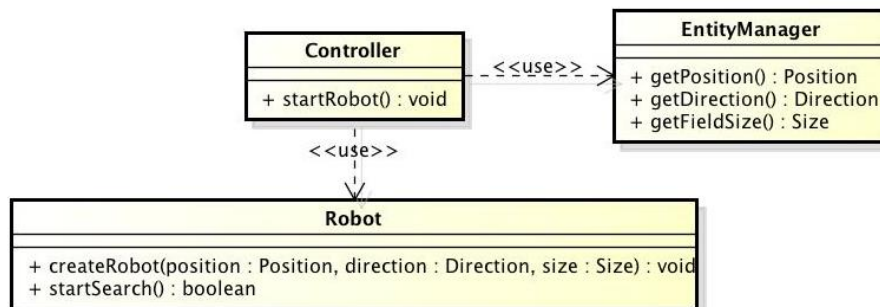 Controller
+ startRobot() : void
<<use>>
EntityManager
+ getPosition() : Position
+ getDirection() : Direction
+ getFieldSize() : Size
<<use>>
Robot
+ createRobot(position : Position, direction : Direction, size : Size) : void
+ startSearch() : boolean